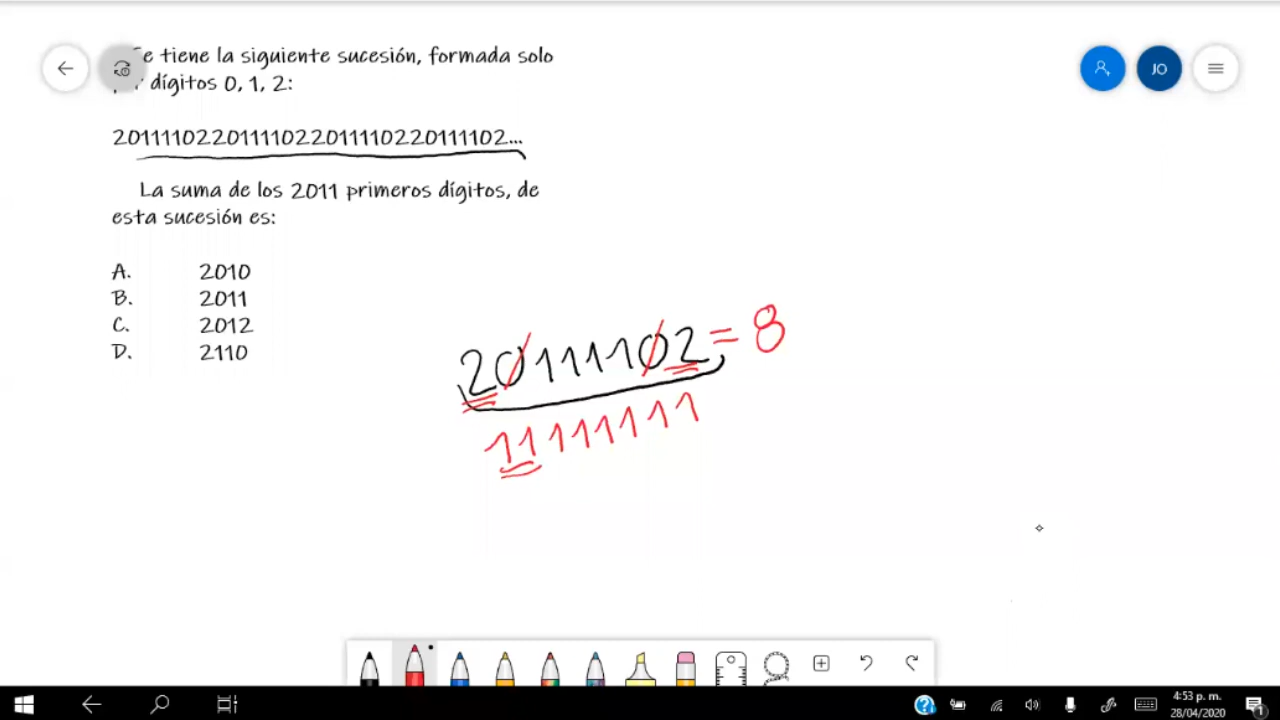 e tiene la siguiente sucesión, formada solo
dígitos 0, 1, 2:
JO
20111102201111022011110220111102...
La suma de los 2011 primeros dígitos, de
esta sucesión es:
A. 2010
B. 2011
C. 2012
D. 2110
20111102 = 8
11111111
4:53 p. m.
28/04/2020
1